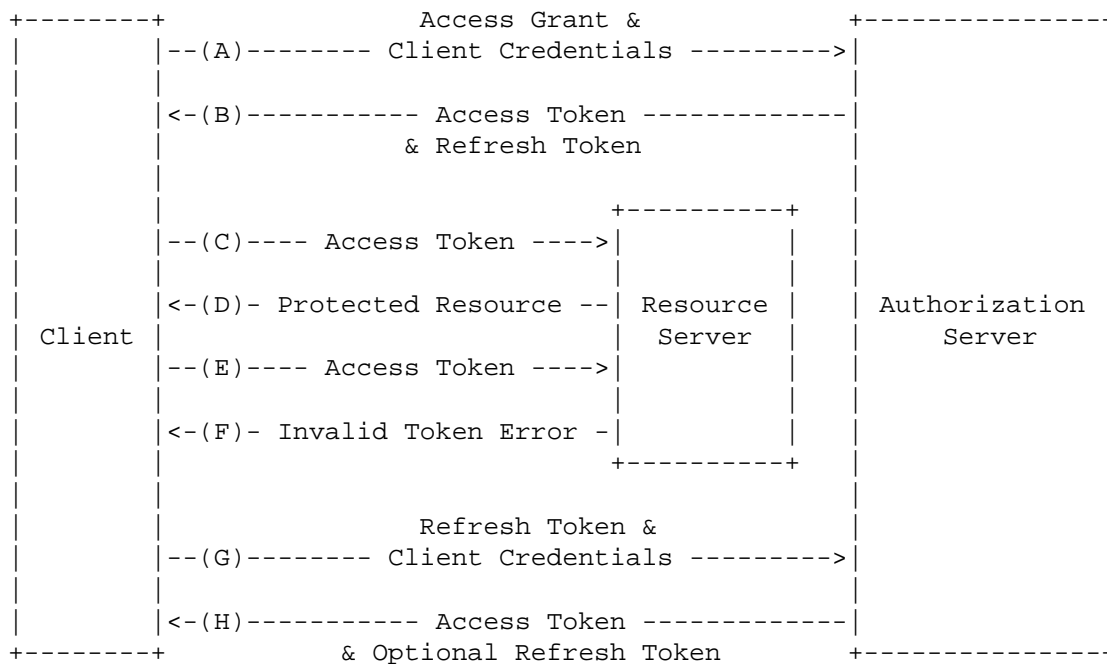 Access Grant &
--(A)-------- Client Credentials --------->
<-(B)----------- Access Token -------------
& Refresh Token
--(C)---- Access Token ---->
<-(D)- Protected Resource --| Resource | Authorization
Client | Server | Server
--(E)---- Access Token ---->
<-(F)- Invalid Token Error -
Refresh Token &
--(G)-------- Client Credentials --------->
<-(H)----------- Access Token -------------
& Optional Refresh Token